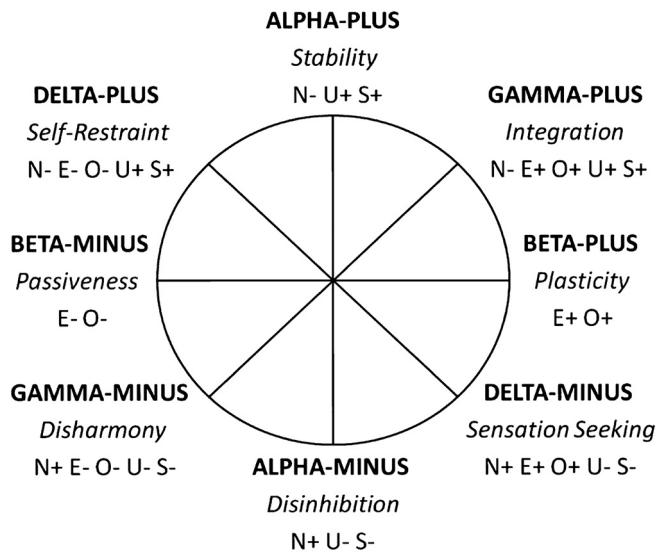 ALPHA-PLUS
Stability
N- U+ S+
DELTA-PLUS
Self-Restraint
N- E- O- U+ S+
GAMMA-PLUS
Integration
N- E+ O+ U+ S+
BETA-MINUS
Passiveness
E- O-
BETA-PLUS
Plasticity
E+ O+
GAMMA-MINUS
Disharmony
N+ E- O- U- S-
DELTA-MINUS
Sensation Seeking
N+ E+ O+ U- S-
ALPHA-MINUS
Disinhibition
N+ U- S-